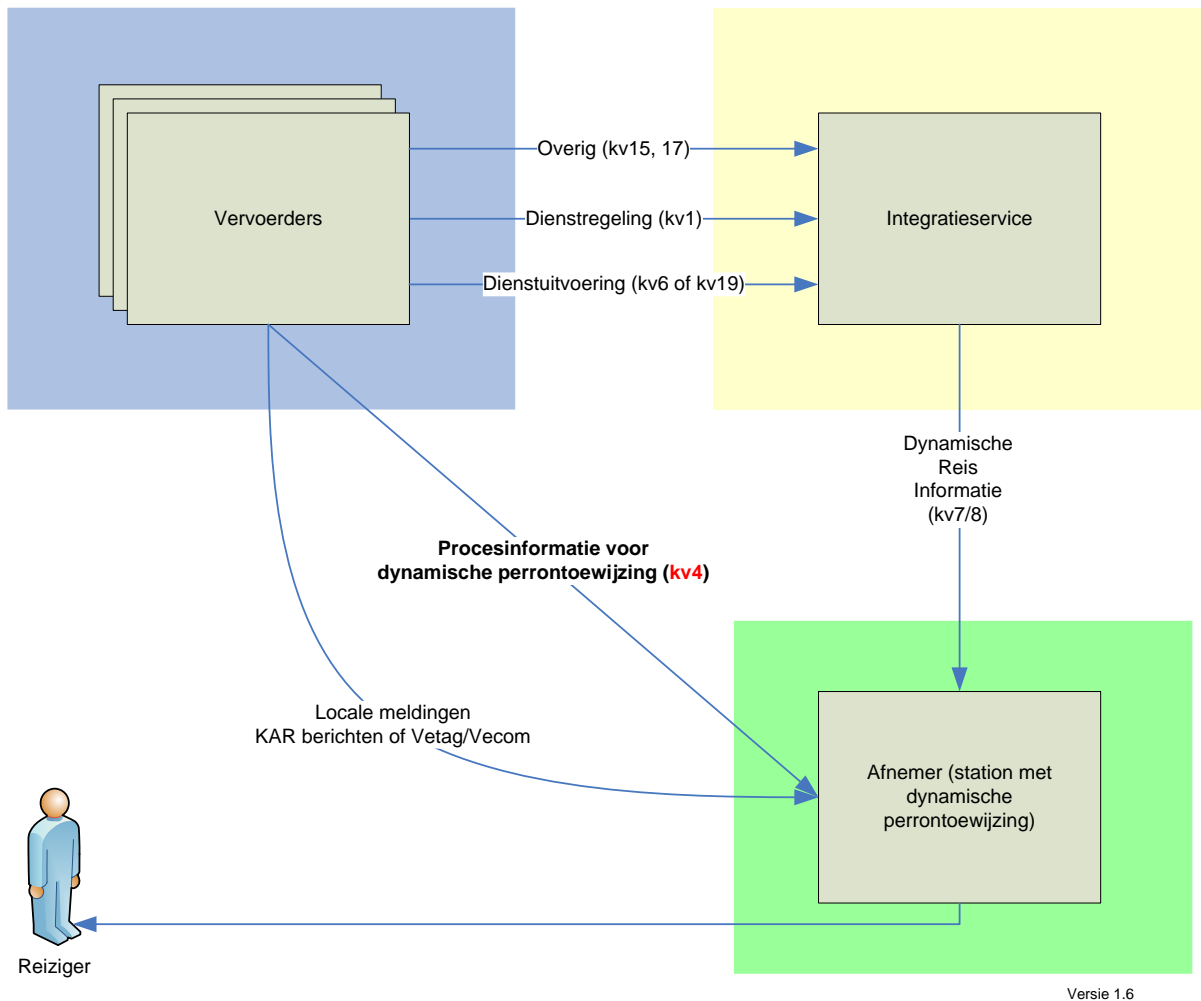 Vervoerders
Overig (kv15, 17)
Dienstregeling (kv1)
Dienstuitvoering (kv6 of kv19)
Integratieservice
Dynamische
Reis
Informatie
(kv7/8)
Procesinformatie voor
dynamische perrontoewijzing (kv4)
Locale meldingen
KAR berichten of Vetag/Vecom
Afnemer (station met
dynamische
perrontoewijzing)
Reiziger
Versie 1.6